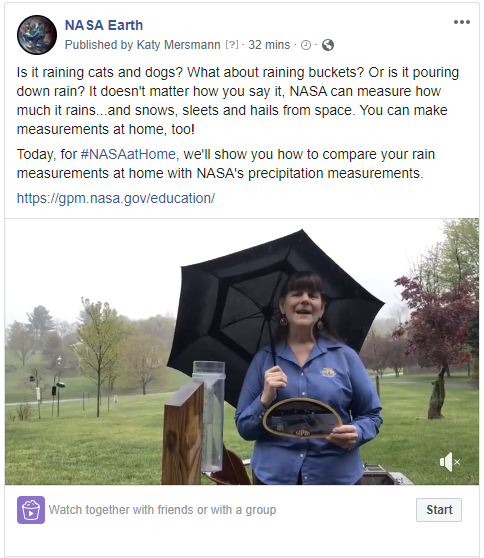 NASA Earth
Published by Katy Mersmann [?] · 32 mins ·
Is it raining cats and dogs? What about raining buckets? Or is it pouring
down rain? It doesn't matter how you say it, NASA can measure how
much it rains...and snows, sleets and hails from space. You can make
measurements at home, too!
Today, for #NASAatHome, we'll show you how to compare your rain
measurements at home with NASA's precipitation measurements.
https://gpm.nasa.gov/education/
Watch together with friends or with a group
Start